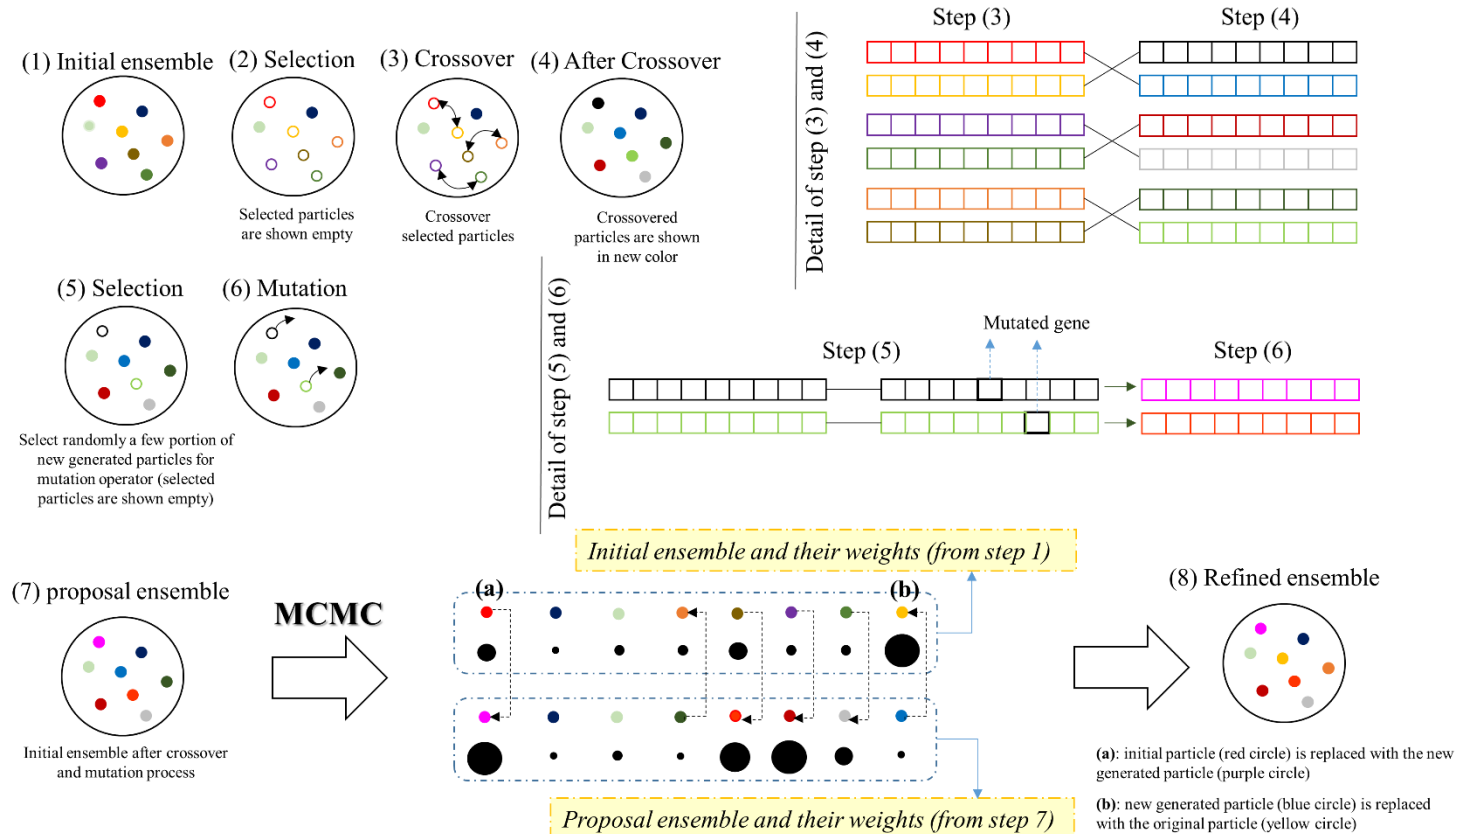 (1) Initial ensemble
(2) Selection
Selected particles
are shown empty
(3) Crossover
Crossover
selected particles
(4) After Crossover
Crossovered
particles are shown
in new color
Detail of step (3) and (4)
Step (3)
Step (4)
(5) Selection
Select randomly a few portion of
new generated particles for
mutation operator (selected
particles are shown empty)
(6) Mutation
Detail of step (5) and (6)
Step (5)
Mutated gene
Step (6)
Initial ensemble and their weights (from step 1)
(7) proposal ensemble
Initial ensemble after crossover
and mutation process
MCMC
(a)
(b)
Proposal ensemble and their weights (from step 7)
(8) Refined ensemble
(a): initial particle (red circle) is replaced with the new
generated particle (purple circle)
(b): new generated particle (blue circle) is replaced
with the original particle (yellow circle)